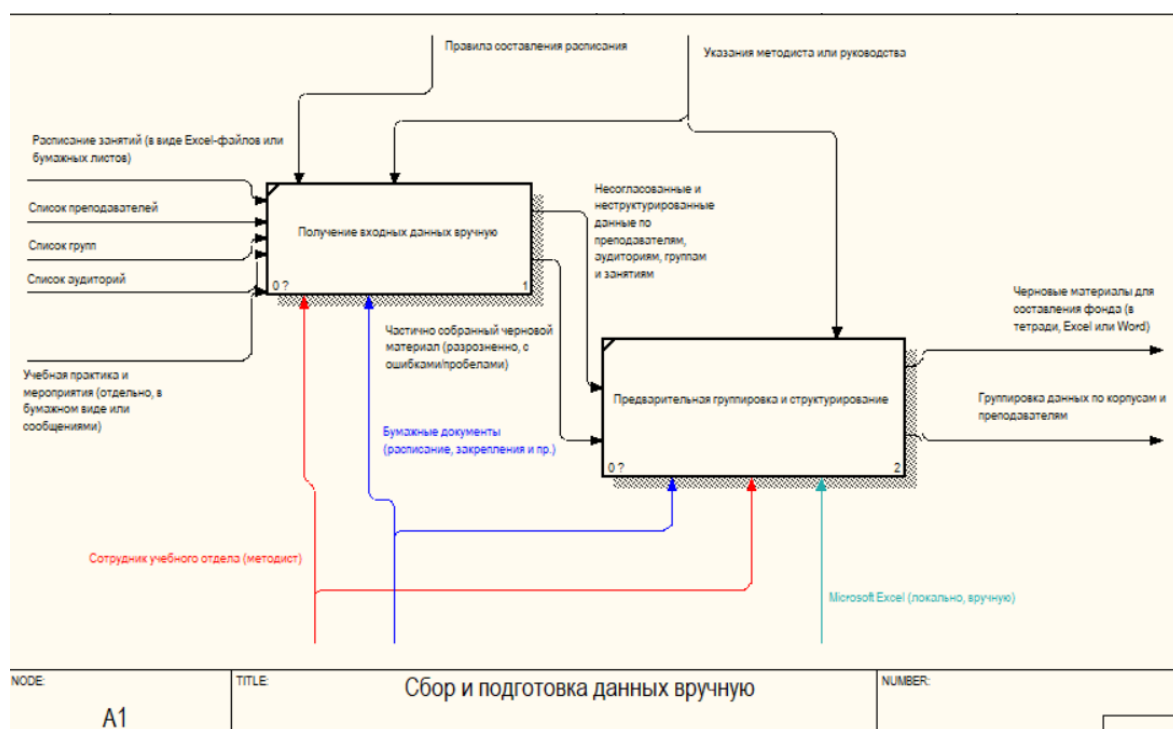 Правила составления расписания
Указания методиста или руководства
Расписание занятий (в виде Excel-файлов или
бумажных листов)
Список преподавателей
Список групп
Список аудиторий
Учебная практика и
мероприятия (отдельно, в
бумажном виде или
сообщениями)
Получение входных данных вручную
0 ?
1
Несогласованные и
неструктурированные
данные по
преподавателям,
аудиториям, группам
и занятиям
Частично собранный черновой
материал (разрозненно, с
ошибками/пробелами)
Предварительная группировка и структурирование
0 ?
2
Черновые материалы для
составления фонда (в
тетради, Excel или Word)
Группировка данных по корпусам и
преподавателям
Бумажные документы
(расписание, закрепления и пр.)
Сотрудник учебного отдела (методист)
Microsoft Excel (локально, вручную)
NODE:
A1
TITLE:
Сбор и подготовка данных вручную
NUMBER: